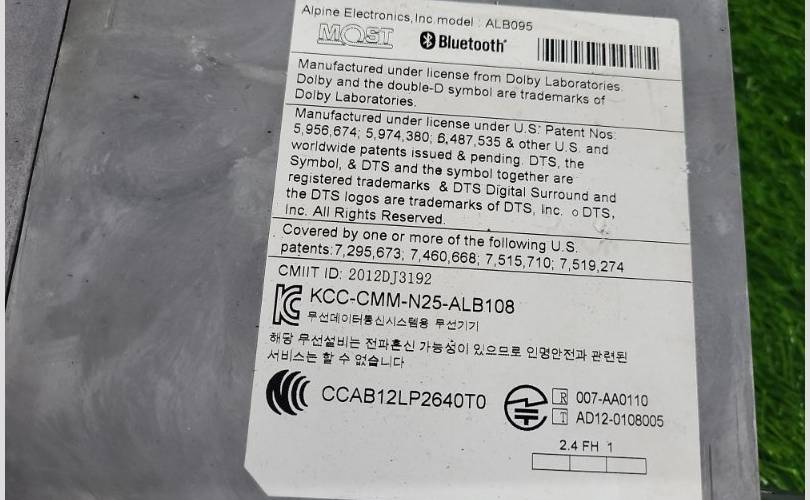 Alpine Electronics,Inc.model : ALB095
MOST
Bluetooth®
Manufactured under license from Dolby Laboratories.
Dolby and the double-D symbol are trademarks of
Dolby Laboratories.
Manufactured under license under U.S. Patent Nos:
5,956,674; 5,974,380; 6,487,535 & other U.S. and
worldwide patents issued & pending. DTS, the
Symbol, & DTS and the symbol together are
registered trademarks & DTS Digital Surround and
the DTS logos are trademarks of DTS, Inc. ○ DTS,
Inc. All Rights Reserved.
Covered by one or more of the following U.S.
patents:7,295,673; 7,460,668; 7,515,710; 7,519,274
CMIIT ID: 2012DJ3192
KCC-CMM-N25-ALB108
무선데이터통신시스템용 무선기기
해당 무선설비는 전파혼신 가능성이 있으므로 인명안전과 관련된
서비스는 할 수 없습니다
CCAB12LP2640T0
R 007-AA0110
T AD12-0108005
2.4 FH 1